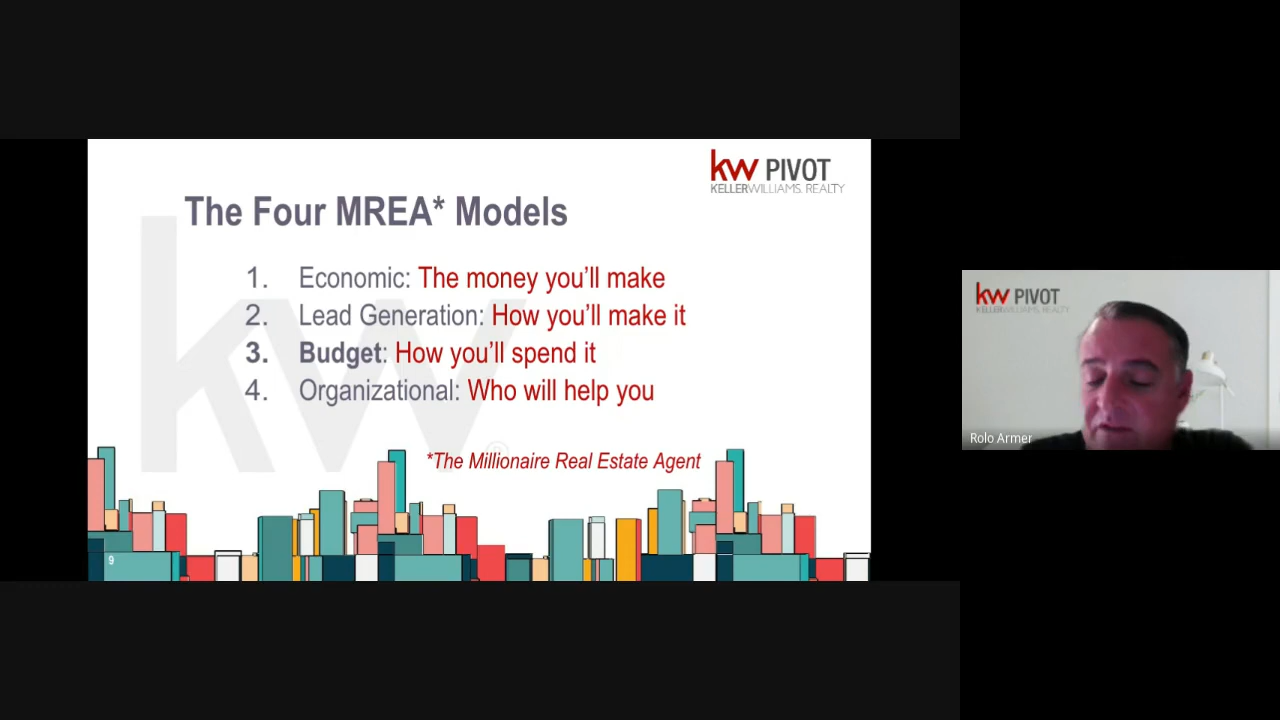 kw PIVOT
KELLERWILLIAMS. REALTY
The Four MREA* Models
1. Economic: The money you'll make
2. Lead Generation: How you'll make it
3. Budget: How you'll spend it
4. Organizational: Who will help you
*The Millionaire Real Estate Agent
9
kw
kw PIVOT
KELLERWILLIAMS. REALTY
Rolo Armer